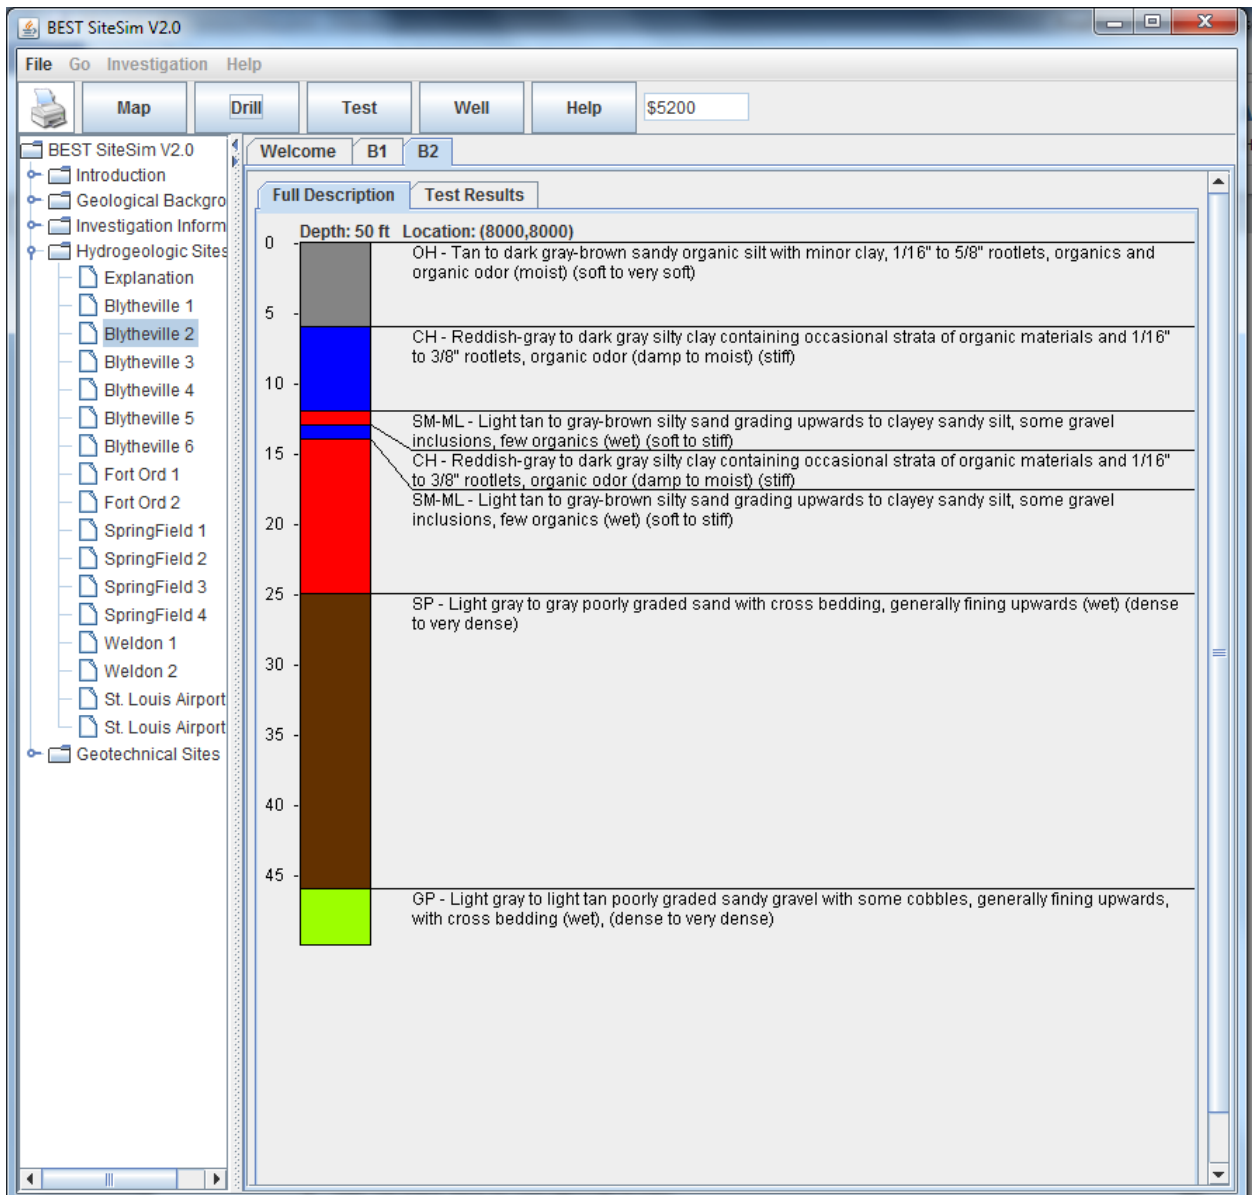 BEST SiteSim V2.0
File Go Investigation Help
Map Drill Test Well Help $5200
BEST SiteSim V2.0
Introduction
Geological Backgro
Investigation Inform
Hydrogeologic Sites
Explanation
Blytheville 1
Blytheville 2
Blytheville 3
Blytheville 4
Blytheville 5
Blytheville 6
Fort Ord 1
Fort Ord 2
SpringField 1
SpringField 2
SpringField 3
SpringField 4
Weldon 1
Weldon 2
St. Louis Airport
St. Louis Airport
Geotechnical Sites
Welcome B1 B2
Full Description Test Results
Depth: 50 ft Location: (8000,8000)
0
5
10
15
20
25
30
35
40
45
OH - Tan to dark gray-brown sandy organic silt with minor clay, 1/16" to 5/8" rootlets, organics and
organic odor (moist) (soft to very soft)
CH - Reddish-gray to dark gray silty clay containing occasional strata of organic materials and 1/16"
to 3/8" rootlets, organic odor (damp to moist) (stiff)
SM-ML - Light tan to gray-brown silty sand grading upwards to clayey sandy silt, some gravel
inclusions, few organics (wet) (soft to stiff)
CH - Reddish-gray to dark gray silty clay containing occasional strata of organic materials and 1/16"
to 3/8" rootlets, organic odor (damp to moist) (stiff)
SM-ML - Light tan to gray-brown silty sand grading upwards to clayey sandy silt, some gravel
inclusions, few organics (wet) (soft to stiff)
SP - Light gray to gray poorly graded sand with cross bedding, generally fining upwards (wet) (dense
to very dense)
GP - Light gray to light tan poorly graded sandy gravel with some cobbles, generally fining upwards,
with cross bedding (wet), (dense to very dense)